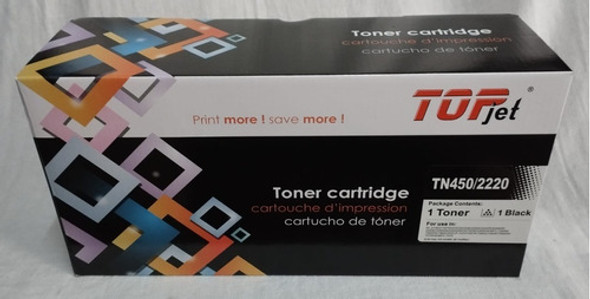 Toner cartridge
cartouche d'impression
cartucho de tóner
Print more ! save more !
TOPjet®
TN450/2220
Package Contents:
1 Toner 1 Black
For use in:
Toner cartridge
cartouche d'impression
cartucho de tóner